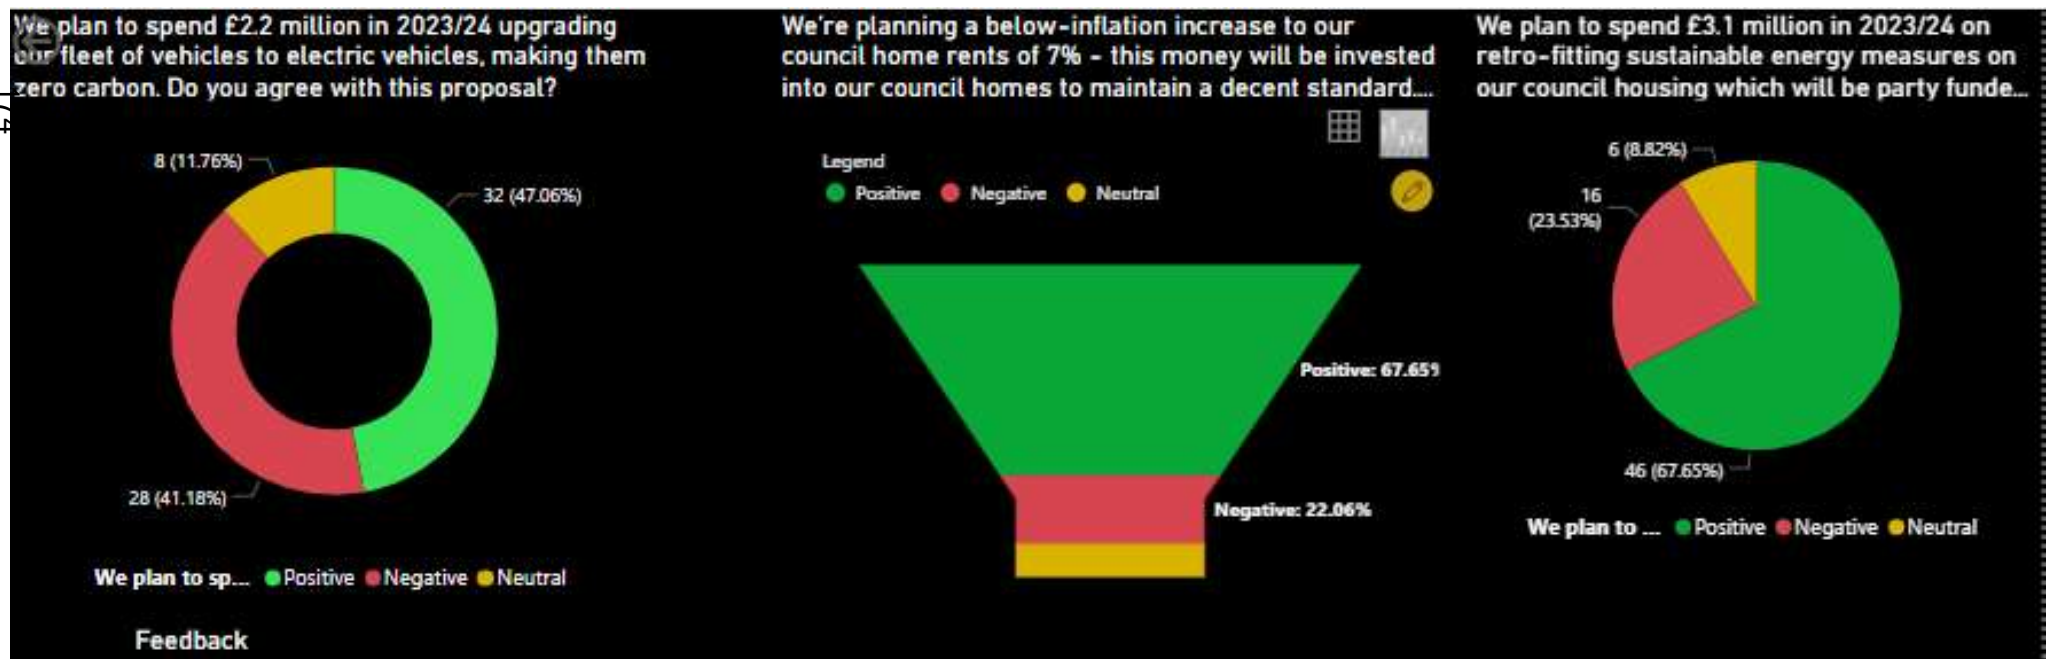 We plan to spend £2.2 million in 2023/24 upgrading
our fleet of vehicles to electric vehicles, making them
zero carbon. Do you agree with this proposal?
8 (11.76%)
32 (47.06%)
28 (41.18%)
We plan to sp... Positive Negative Neutral
Feedback
We're planning a below-inflation increase to our
council home rents of 7% - this money will be invested
into our council homes to maintain a decent standard....
Legend
Positive Negative Neutral
Positive: 67.65
Negative: 22.06%
We plan to spend £3.1 million in 2023/24 on
retro-fitting sustainable energy measures on
our council housing which will be party funde...
6 (8.82%)
16
(23.53%)
46 (67.65%)
We plan to ... Positive Negative Neutral